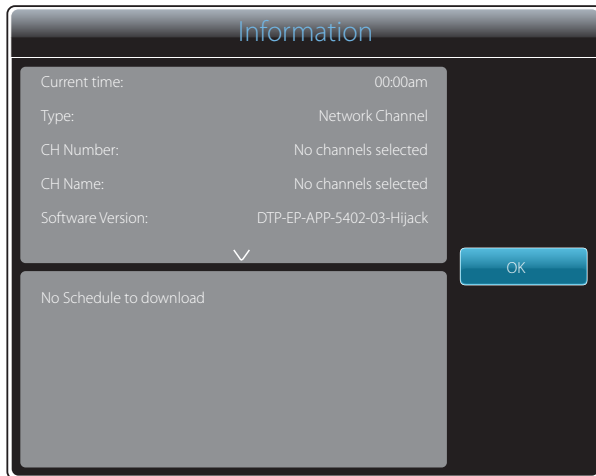 Information
Current time: 00:00am
Type: Network Channel
CH Number: No channels selected
CH Name: No channels selected
Software Version: DTP-EP-APP-5402-03-Hijack
OK
No Schedule to download